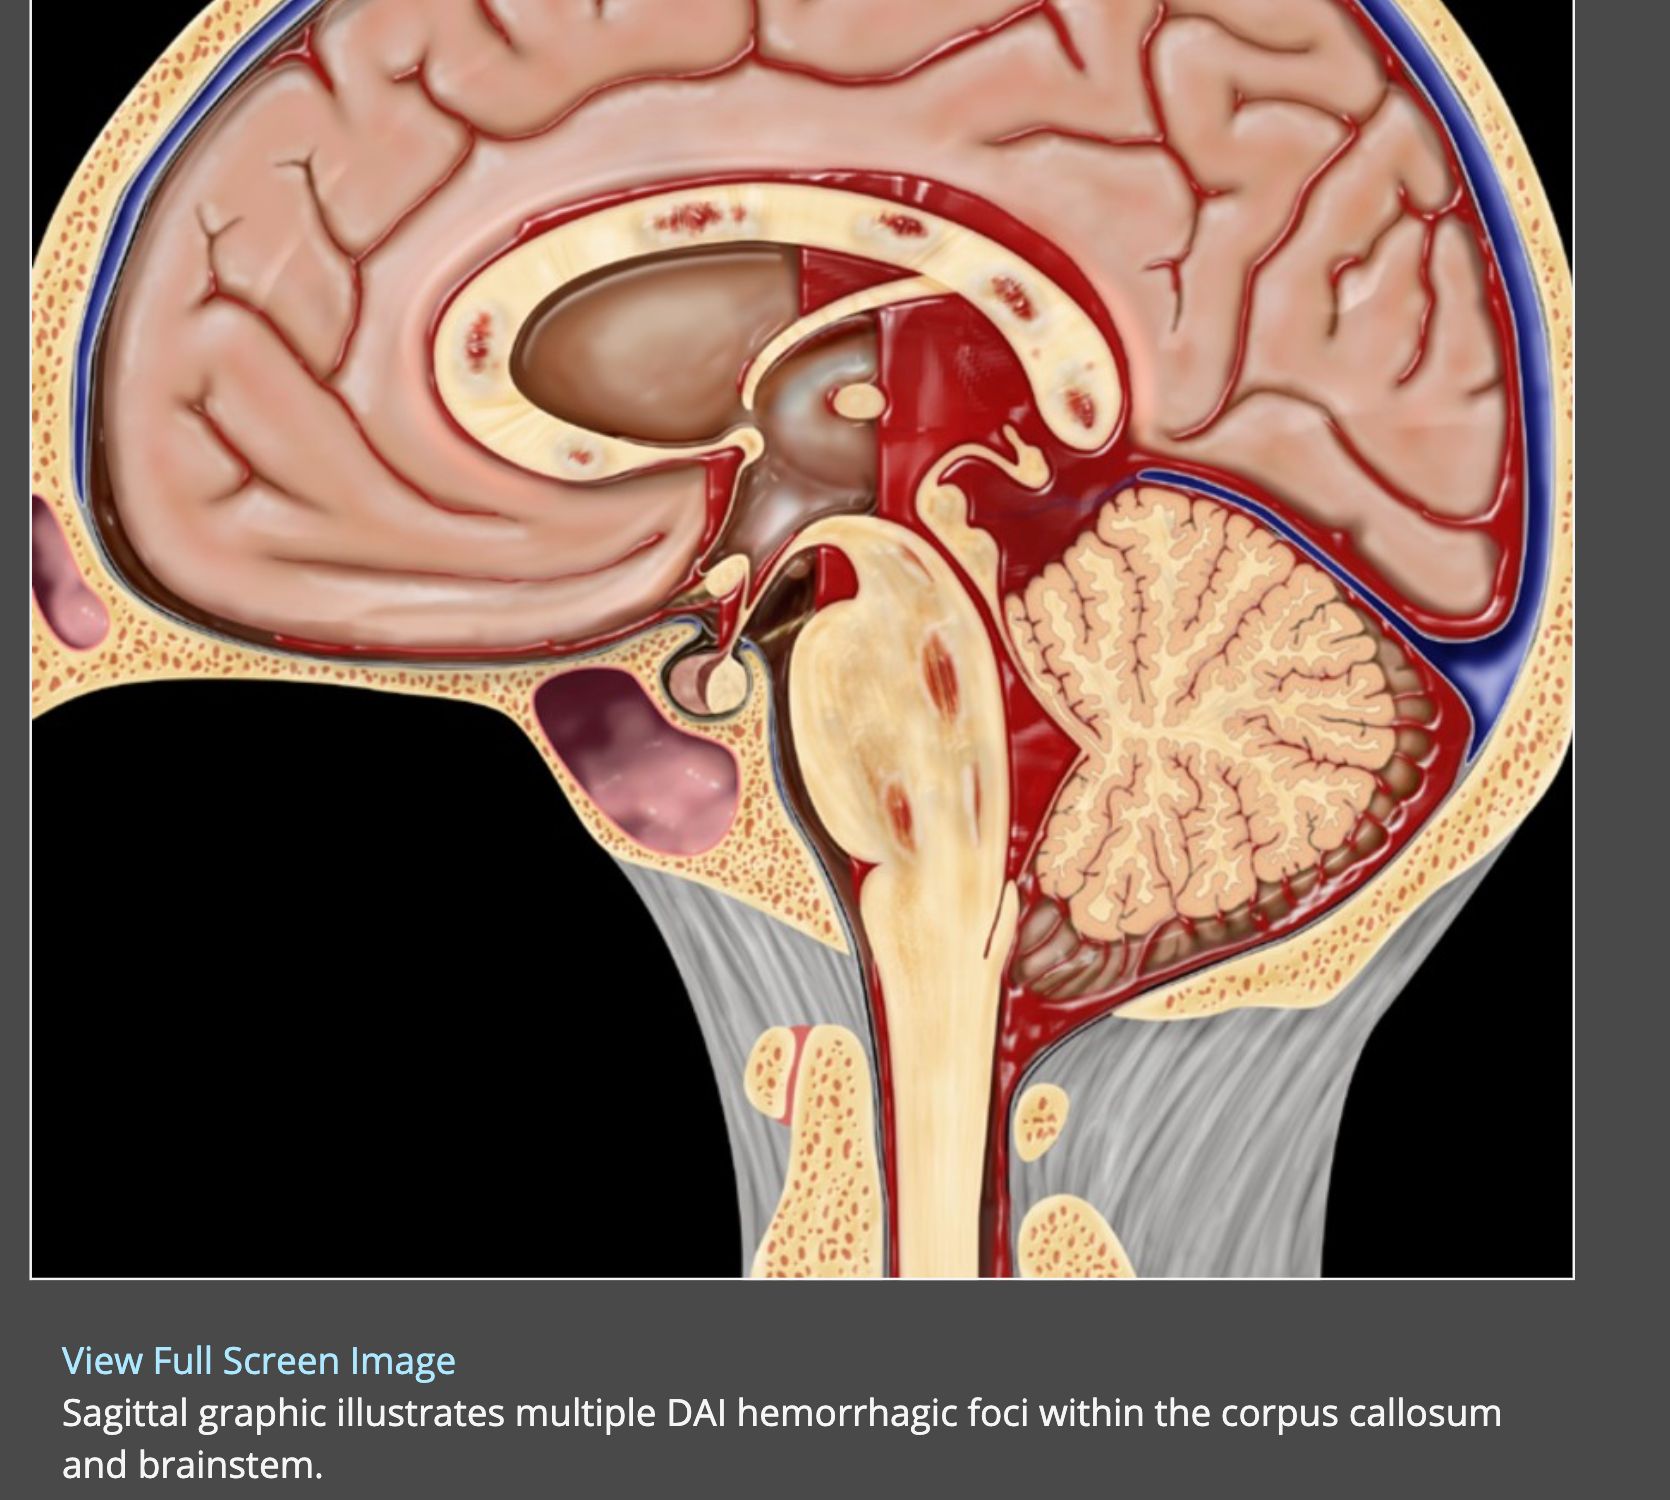 View Full Screen Image
Sagittal graphic illustrates multiple DAI hemorrhagic foci within the corpus callosum
and brainstem.